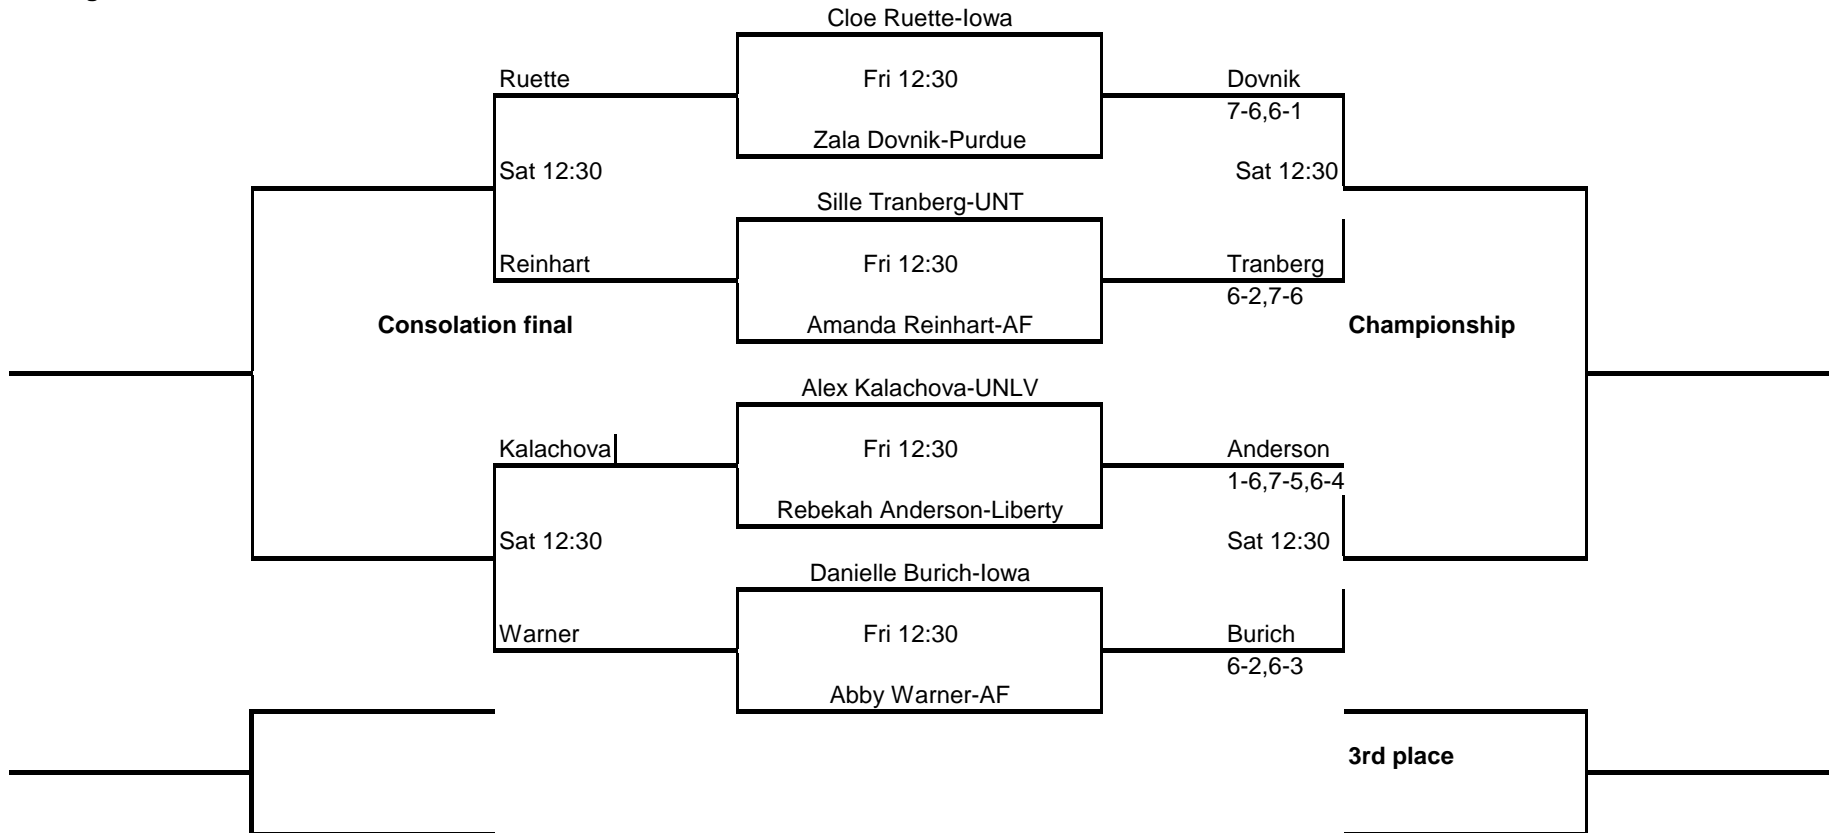 Cloe Ruette-Iowa
Ruette
Fri 12:30
Dovnik
7-6,6-1
Zala Dovnik-Purdue
Sat 12:30
Sat 12:30
Sille Tranberg-UNT
Reinhart
Fri 12:30
Tranberg
6-2,7-6
Consolation final
Amanda Reinhart-AF
Championship
Alex Kalachova-UNLV
Kalachova
Fri 12:30
Anderson
1-6,7-5,6-4
Rebekah Anderson-Liberty
Sat 12:30
Sat 12:30
Danielle Burich-Iowa
Warner
Fri 12:30
Burich
6-2,6-3
Abby Warner-AF
3rd place